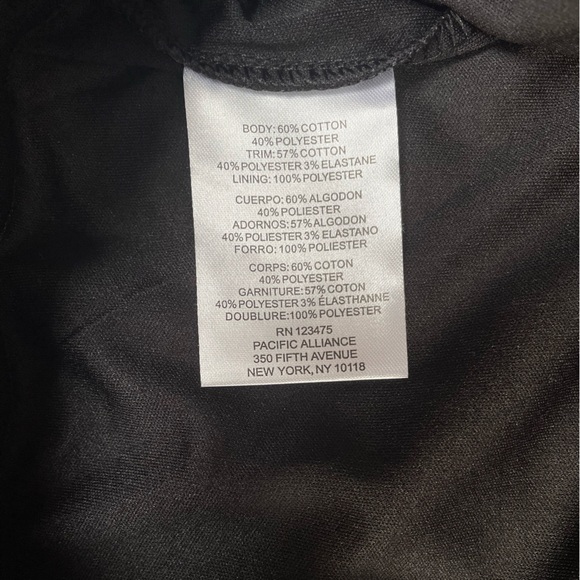 BODY: 60% COTTON
40% POLYESTER
TRIM: 57% COTTON
40% POLYESTER 3% ELASTANE
LINING: 100% POLYESTER
CUERPO: 60% ALGODON
40% POLIESTER
ADORNOS: 57% ALGODON
40% POLIESTER 3% ELASTANO
FORRO: 100% POLIESTER
CORPS: 60% COTON
40% POLYESTER
GARNITURE: 57% COTON
40% POLYESTER 3% ÉLASTHANNE
DOUBLURE: 100% POLYESTER
RN 123475
PACIFIC ALLIANCE
350 FIFTH AVENUE
NEW YORK, NY 10118